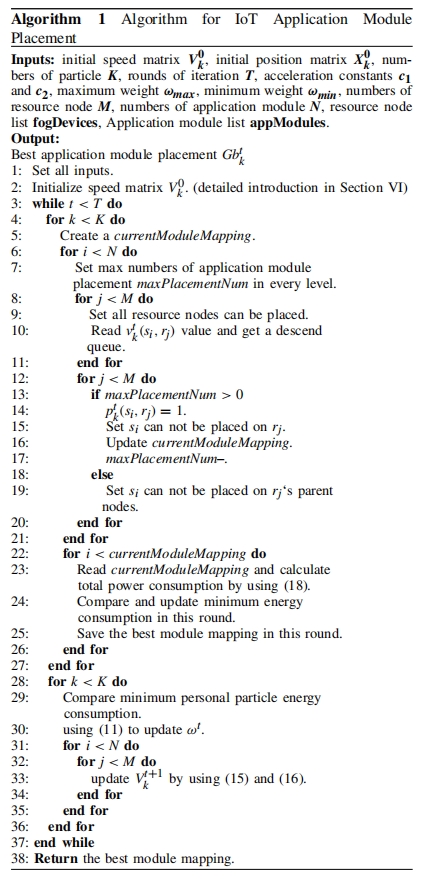 Algorithm 1 Algorithm for IoT Application Module
Placement
Inputs: initial speed matrix V_k^0, initial position matrix X_k^0, num-
bers of particle K, rounds of iteration T, acceleration constants c_1
and c_2, maximum weight ω_max, minimum weight ω_min, numbers of
resource node M, numbers of application module N, resource node
list fogDevices, Application module list appModules.
Output:
Best application module placement Gb_k^t
1: Set all inputs.
2: Initialize speed matrix V_k^0. (detailed introduction in Section VI)
3: while t < T do
4: for k < K do
5: Create a currentModuleMapping.
6: for i < N do
7: Set max numbers of application module
placement maxPlacementNum in every level.
8: for j < M do
9: Set all resource nodes can be placed.
10: Read v_k^t(s_i, r_j) value and get a descend
queue.
11: end for
12: for j < M do
13: if maxPlacementNum > 0
14: p_k^t(s_i, r_j) = 1.
15: Set s_i can not be placed on r_j.
16: Update currentModuleMapping.
17: maxPlacementNum–.
18: else
19: Set s_i can not be placed on r_j's parent
nodes.
20: end for
21: end for
22: for i < currentModuleMapping do
23: Read currentModuleMapping and calculate
total power consumption by using (18).
24: Compare and update minimum energy
consumption in this round.
25: Save the best module mapping in this round.
26: end for
27: end for
28: for k < K do
29: Compare minimum personal particle energy
consumption.
30: using (11) to update ω^t.
31: for i < N do
32: for j < M do
33: update V_k^{t+1} by using (15) and (16).
34: end for
35: end for
36: end for
37: end while
38: Return the best module mapping.